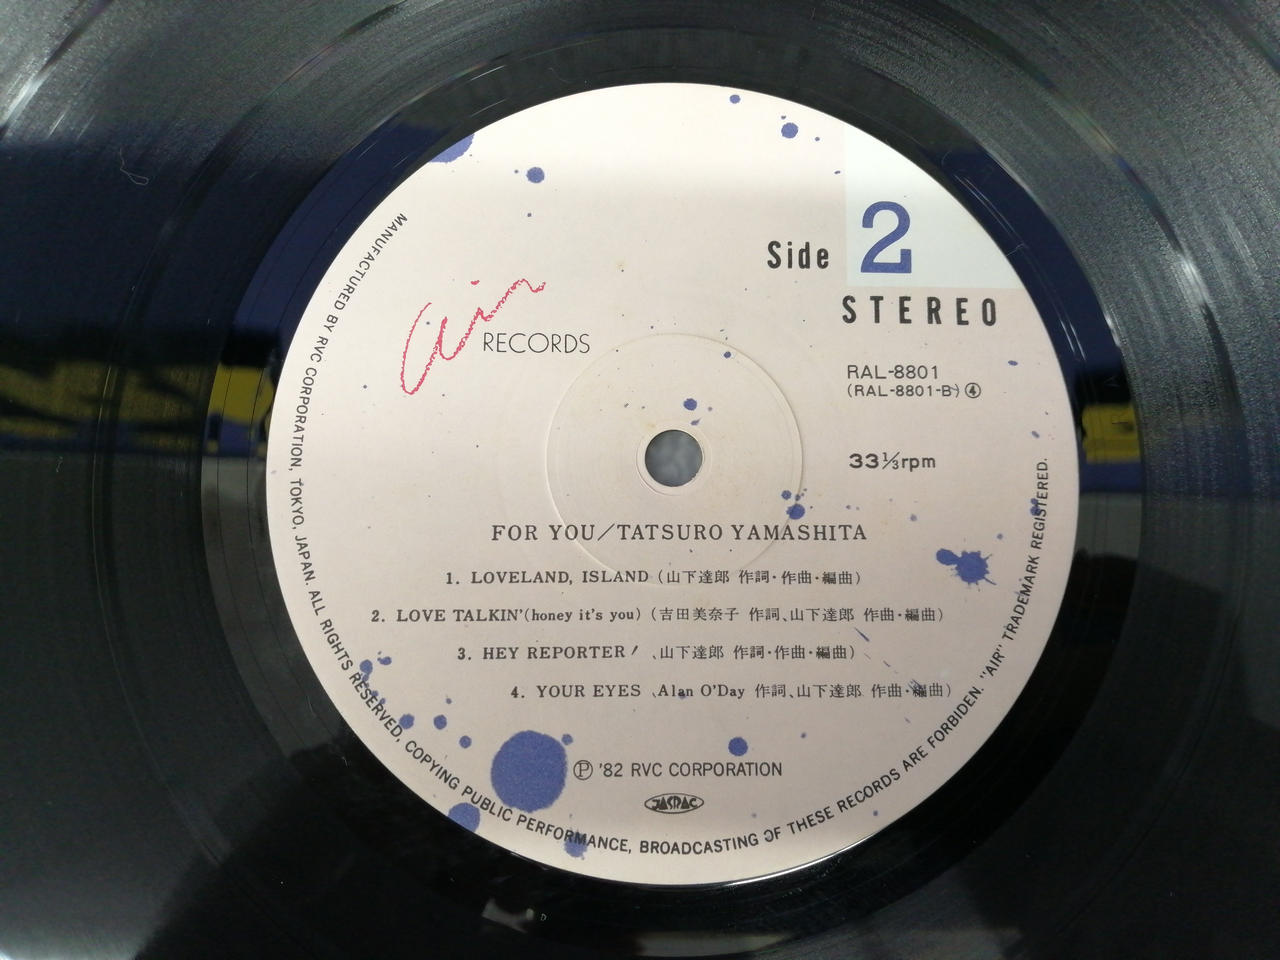 Side 2
STEREO
air RECORDS
RAL-8801
(RAL-8801-B) ④
33⅓rpm
FOR YOU/TATSURO YAMASHITA
1. LOVELAND, ISLAND (山下達郎 作詞・作曲・編曲)
2. LOVE TALKIN'(honey it's you) (吉田美奈子 作詞、山下達郎 作曲・編曲)
3. HEY REPORTER! (山下達郎 作詞・作曲・編曲)
4. YOUR EYES (Alan O'Day 作詞、山下達郎 作曲・編曲)
Ⓟ '82 RVC CORPORATION
JASRAC
MANUFACTURED BY RVC CORPORATION, TOKYO, JAPAN. ALL RIGHTS RESERVED, COPYING PUBLIC PERFORMANCE, BROADCASTING OF THESE RECORDS ARE FORBIDEN. "AIR" TRADEMARK REGISTERED.